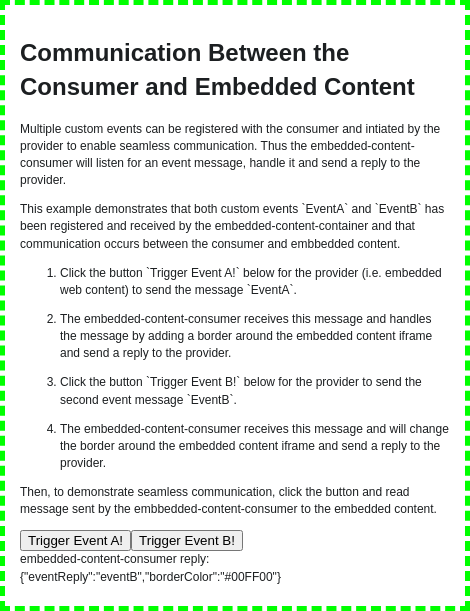 Communication Between the
Consumer and Embedded Content
Multiple custom events can be registered with the consumer and intiated by the
provider to enable seamless communication. Thus the embedded-content-
consumer will listen for an event message, handle it and send a reply to the
provider.
This example demonstrates that both custom events `EventA` and `EventB` has
been registered and received by the embedded-content-container and that
communication occurs between the consumer and embbedded content.
1. Click the button `Trigger Event A!` below for the provider (i.e. embedded
web content) to send the message `EventA`.
2. The embedded-content-consumer receives this message and handles
the message by adding a border around the embedded content iframe
and send a reply to the provider.
3. Click the button `Trigger Event B!` below for the provider to send the
second event message `EventB`.
4. The embedded-content-consumer receives this message and will change
the border around the embedded content iframe and send a reply to the
provider.
Then, to demonstrate seamless communication, click the button and read
message sent by the embbedded-content-consumer to the embedded content.
Trigger Event A! Trigger Event B!
embedded-content-consumer reply:
{"eventReply":"eventB","borderColor":"#00FF00"}